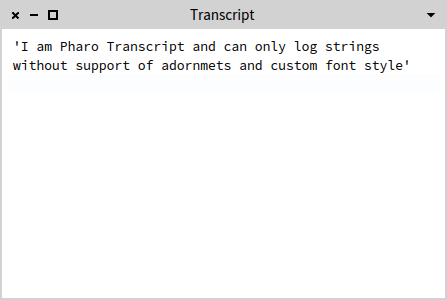 Transcript
'I am Pharo Transcript and can only log strings
without support of adornmets and custom font style'